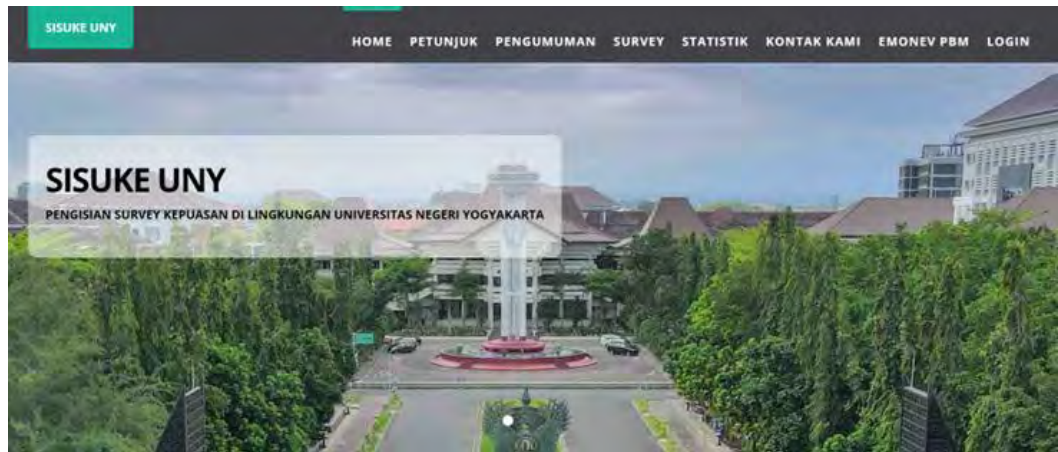 SISUKE UNY
HOME PETUNJUK PENGUMUMAN SURVEY STATISTIK KONTAK KAMI EMONEV PBM LOGIN
SISUKE UNY
PENGISIAN SURVEY KEPUASAN DI LINGKUNGAN UNIVERSITAS NEGERI YOGYAKARTA